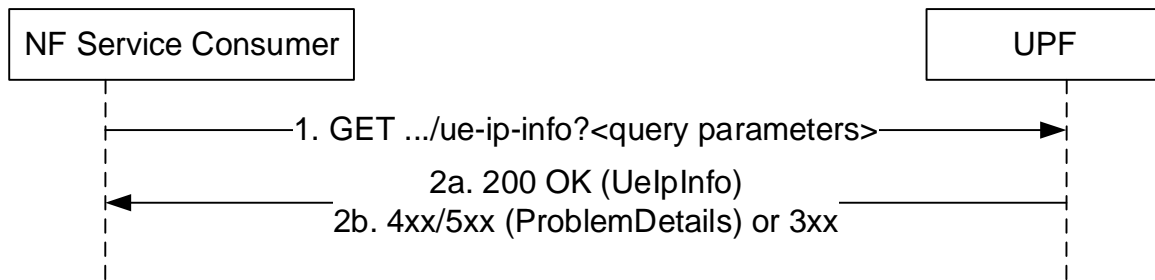 NF Service Consumer
UPF
1. GET .../ue-ip-info?<query parameters>
2a. 200 OK (UeIpInfo)
2b. 4xx/5xx (ProblemDetails) or 3xx